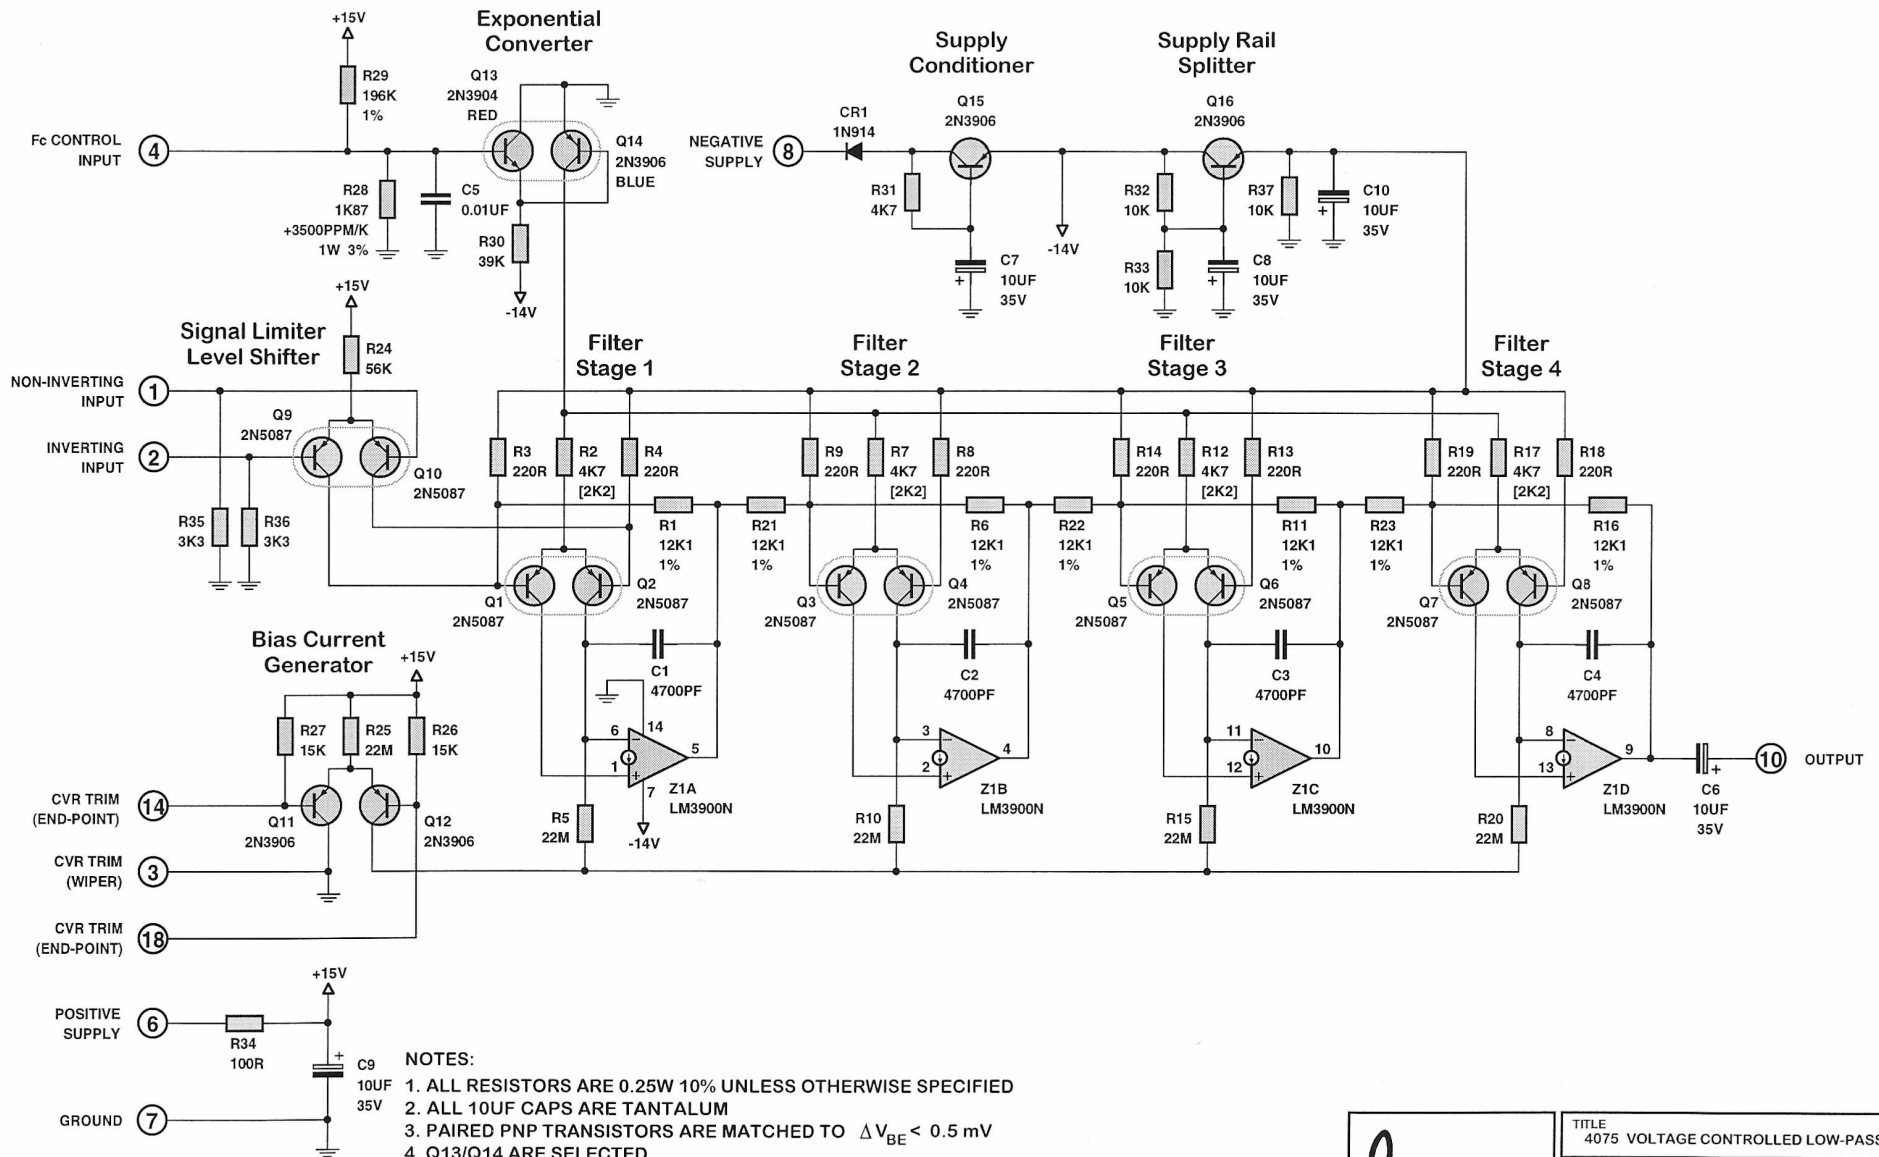 +15V
Exponential
Converter
R29
196K
1%
Q13
2N3904
RED
Q14
2N3906
BLUE
Fc CONTROL
INPUT
4
R28
1K87
+3500PPM/K
1W 3%
C5
0.01UF
R30
39K
-14V
Supply
Conditioner
Supply Rail
Splitter
NEGATIVE
SUPPLY
8
CR1
1N914
Q15
2N3906
Q16
2N3906
R31
4K7
C7
10UF
35V
+
-14V
R32
10K
R33
10K
C8
10UF
35V
+
R37
10K
C10
10UF
35V
+
Signal Limiter
Level Shifter
+15V
R24
56K
NON-INVERTING
INPUT
1
INVERTING
INPUT
2
Q9
2N5087
Q10
2N5087
R35
3K3
R36
3K3
Filter
Stage 1
Filter
Stage 2
Filter
Stage 3
Filter
Stage 4
R3
220R
R2
4K7
[2K2]
R4
220R
R9
220R
R7
4K7
[2K2]
R8
220R
R14
220R
R12
4K7
[2K2]
R13
220R
R19
220R
R17
4K7
[2K2]
R18
220R
R1
12K1
1%
R21
12K1
1%
R6
12K1
1%
R22
12K1
1%
R11
12K1
1%
R23
12K1
1%
R16
12K1
1%
Q1
2N5087
Q2
2N5087
Q3
2N5087
Q4
2N5087
Q5
2N5087
Q6
2N5087
Q7
2N5087
Q8
2N5087
C1
4700PF
C2
4700PF
C3
4700PF
C4
4700PF
6
14
5
1
7
-
+
Z1A
LM3900N
-14V
3
4
2
-
+
Z1B
LM3900N
11
10
12
-
+
Z1C
LM3900N
8
9
13
-
+
Z1D
LM3900N
R5
22M
R10
22M
R15
22M
R20
22M
C6
10UF
35V
+
10
OUTPUT
Bias Current
Generator
+15V
R27
15K
R25
22M
R26
15K
CVR TRIM
(END-POINT)
14
Q11
2N3906
Q12
2N3906
CVR TRIM
(WIPER)
3
CVR TRIM
(END-POINT)
18
+15V
POSITIVE
SUPPLY
6
R34
100R
+
C9
10UF
35V
GROUND
7
NOTES:
1. ALL RESISTORS ARE 0.25W 10% UNLESS OTHERWISE SPECIFIED
2. ALL 10UF CAPS ARE TANTALUM
3. PAIRED PNP TRANSISTORS ARE MATCHED TO ΔVBE < 0.5 mV
4. Q13/Q14 ARE SELECTED
TITLE
4075 VOLTAGE CONTROLLED LOW-PASS